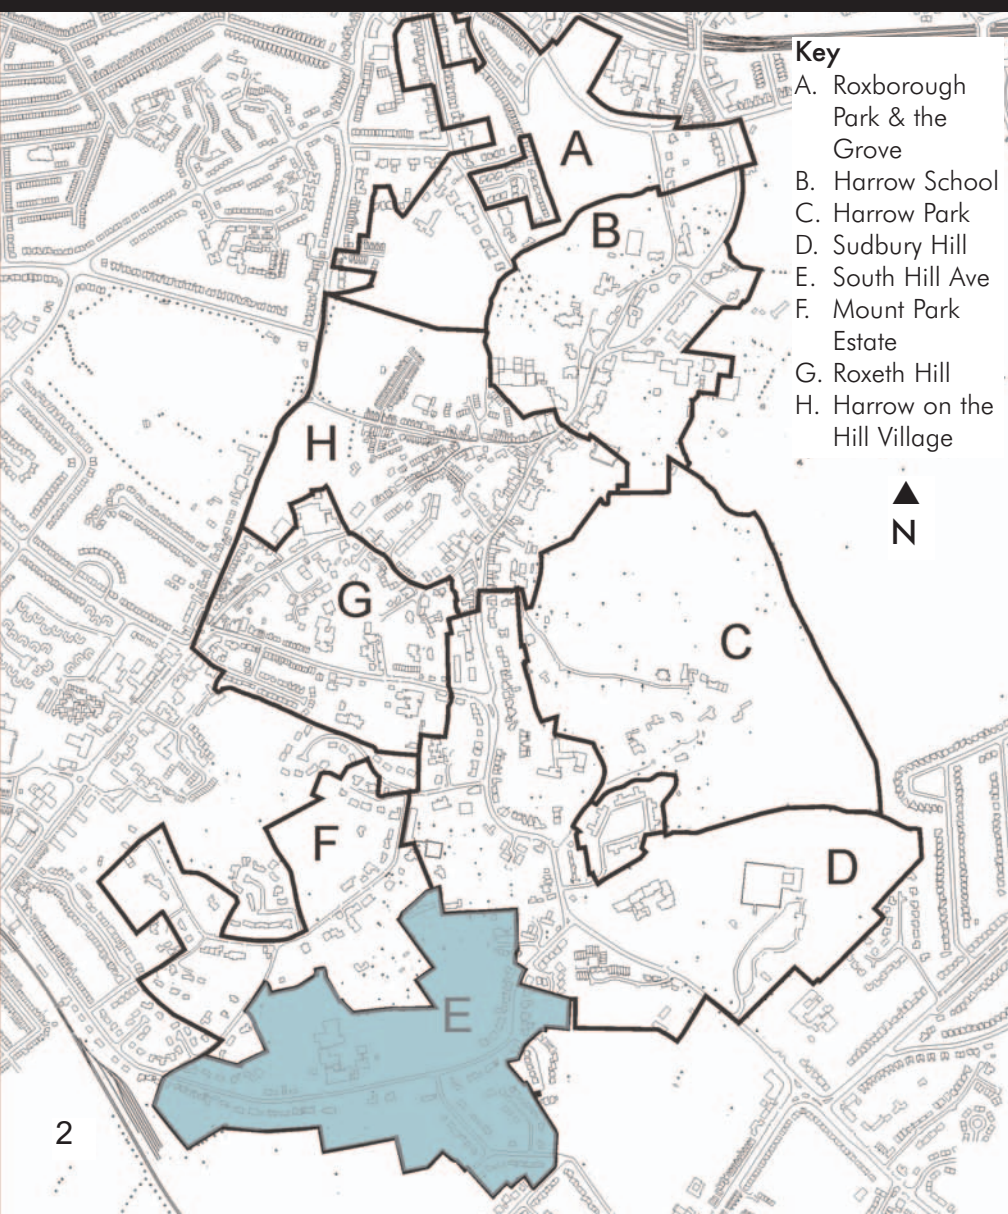 Key
A. Roxborough
Park & the
Grove
B. Harrow School
C. Harrow Park
D. Sudbury Hill
E. South Hill Ave
F. Mount Park
Estate
G. Roxeth Hill
H. Harrow on the
Hill Village
N
A
B
H
G
C
F
D
E
2